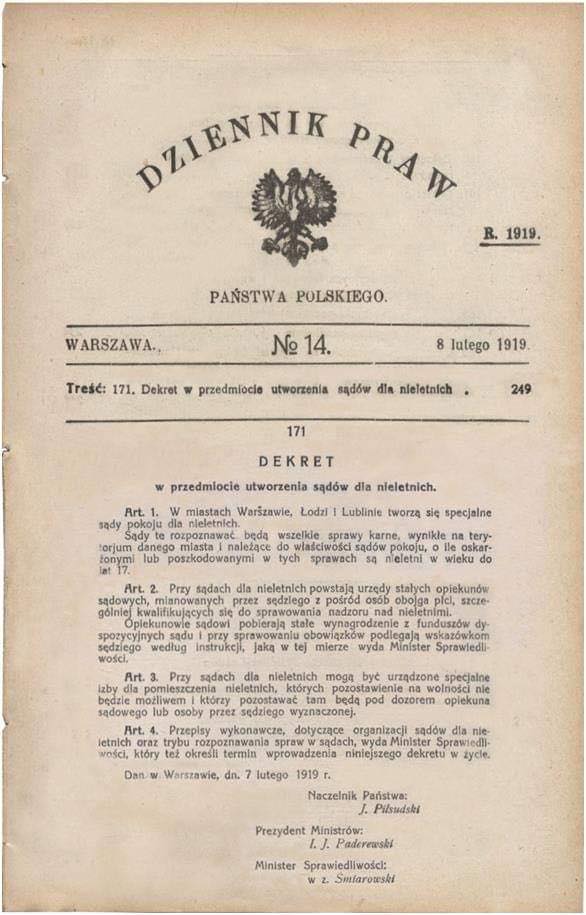 DZIENNIK PRAW
R. 1919.
PAŃSTWA POLSKIEGO.
WARSZAWA., № 14. 8 lutego 1919.
Treść: 171. Dekret w przedmiocie utworzenia sądów dla nieletnich . 249
171
DEKRET
w przedmiocie utworzenia sądów dla nieletnich.
Art. 1. W miastach Warszawie, Łodzi i Lublinie tworzą się specjalne
sądy pokoju dla nieletnich.
Sądy te rozpoznawać będą wszelkie sprawy karne, wynikłe na tery-
torjum danego miasta i należące do właściwości sądów pokoju, o ile oskar-
żonymi lub poszkodowanymi w tych sprawach są nieletni w wieku do
lat 17.
Art. 2. Przy sądach dla nieletnich powstają urzędy stałych opiekunów
sądowych, mianowanych przez sędziego z pośród osób obojga płci, szcze-
gólniej kwalifikujących się do sprawowania nadzoru nad nieletnimi.
Opiekunowie sądowi pobierają stałe wynagrodzenie z funduszów dy-
spozycyjnych sądu i przy sprawowaniu obowiązków podlegają wskazówkom
sędziego według instrukcji, jaką w tej mierze wyda Minister Sprawiedli-
wości.
Art. 3. Przy sądach dla nieletnich mogą być urządzone specjalne
izby dla pomieszczenia nieletnich, których pozostawienie na wolności nie
będzie możliwem i którzy pozostawać tam będą pod dozorem opiekuna
sądowego lub osoby przez sędziego wyznaczonej.
Art. 4. Przepisy wykonawcze, dotyczące organizacji sądów dla nie-
letnich oraz trybu rozpoznawania spraw w sądach, wyda Minister Sprawiedli-
wości, który też określi termin wprowadzenia niniejszego dekretu w życie.
Dan w Warszawie, dn. 7 lutego 1919 r.
Naczelnik Państwa:
J. Piłsudski
Prezydent Ministrów:
I. J. Paderewski
Minister Sprawiedliwości:
w z. Smiarowski